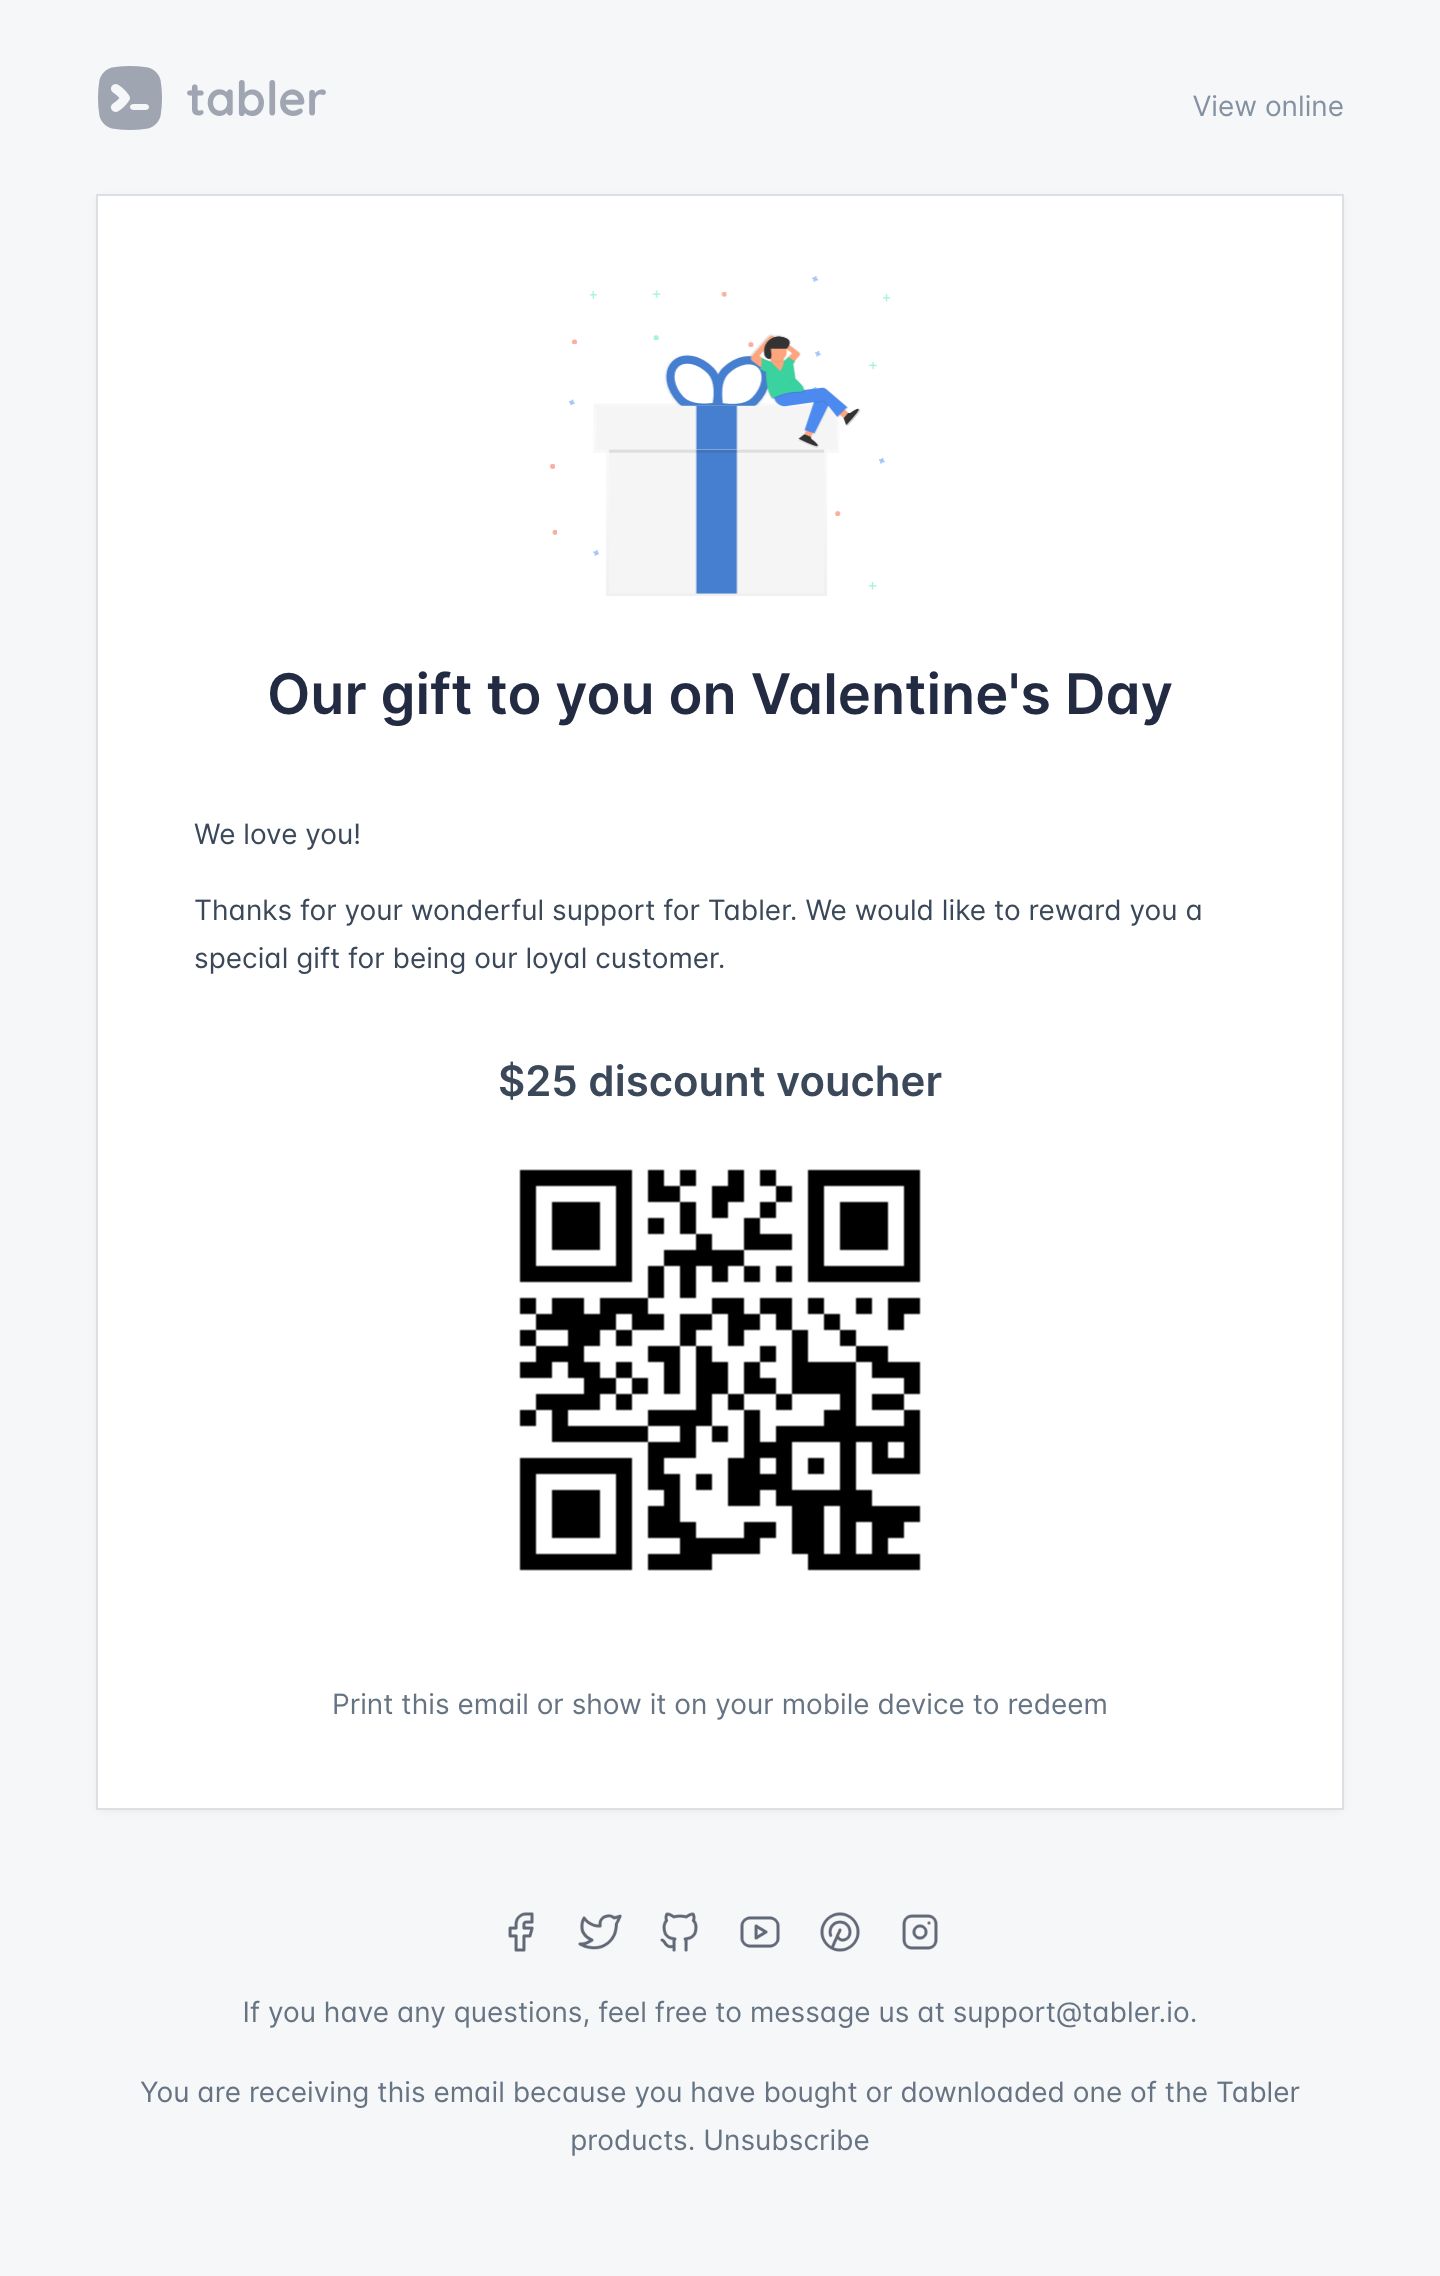 tabler
View online
Our gift to you on Valentine's Day
We love you!
Thanks for your wonderful support for Tabler. We would like to reward you a
special gift for being our loyal customer.
$25 discount voucher
Print this email or show it on your mobile device to redeem
If you have any questions, feel free to message us at support@tabler.io.
You are receiving this email because you have bought or downloaded one of the Tabler
products. Unsubscribe